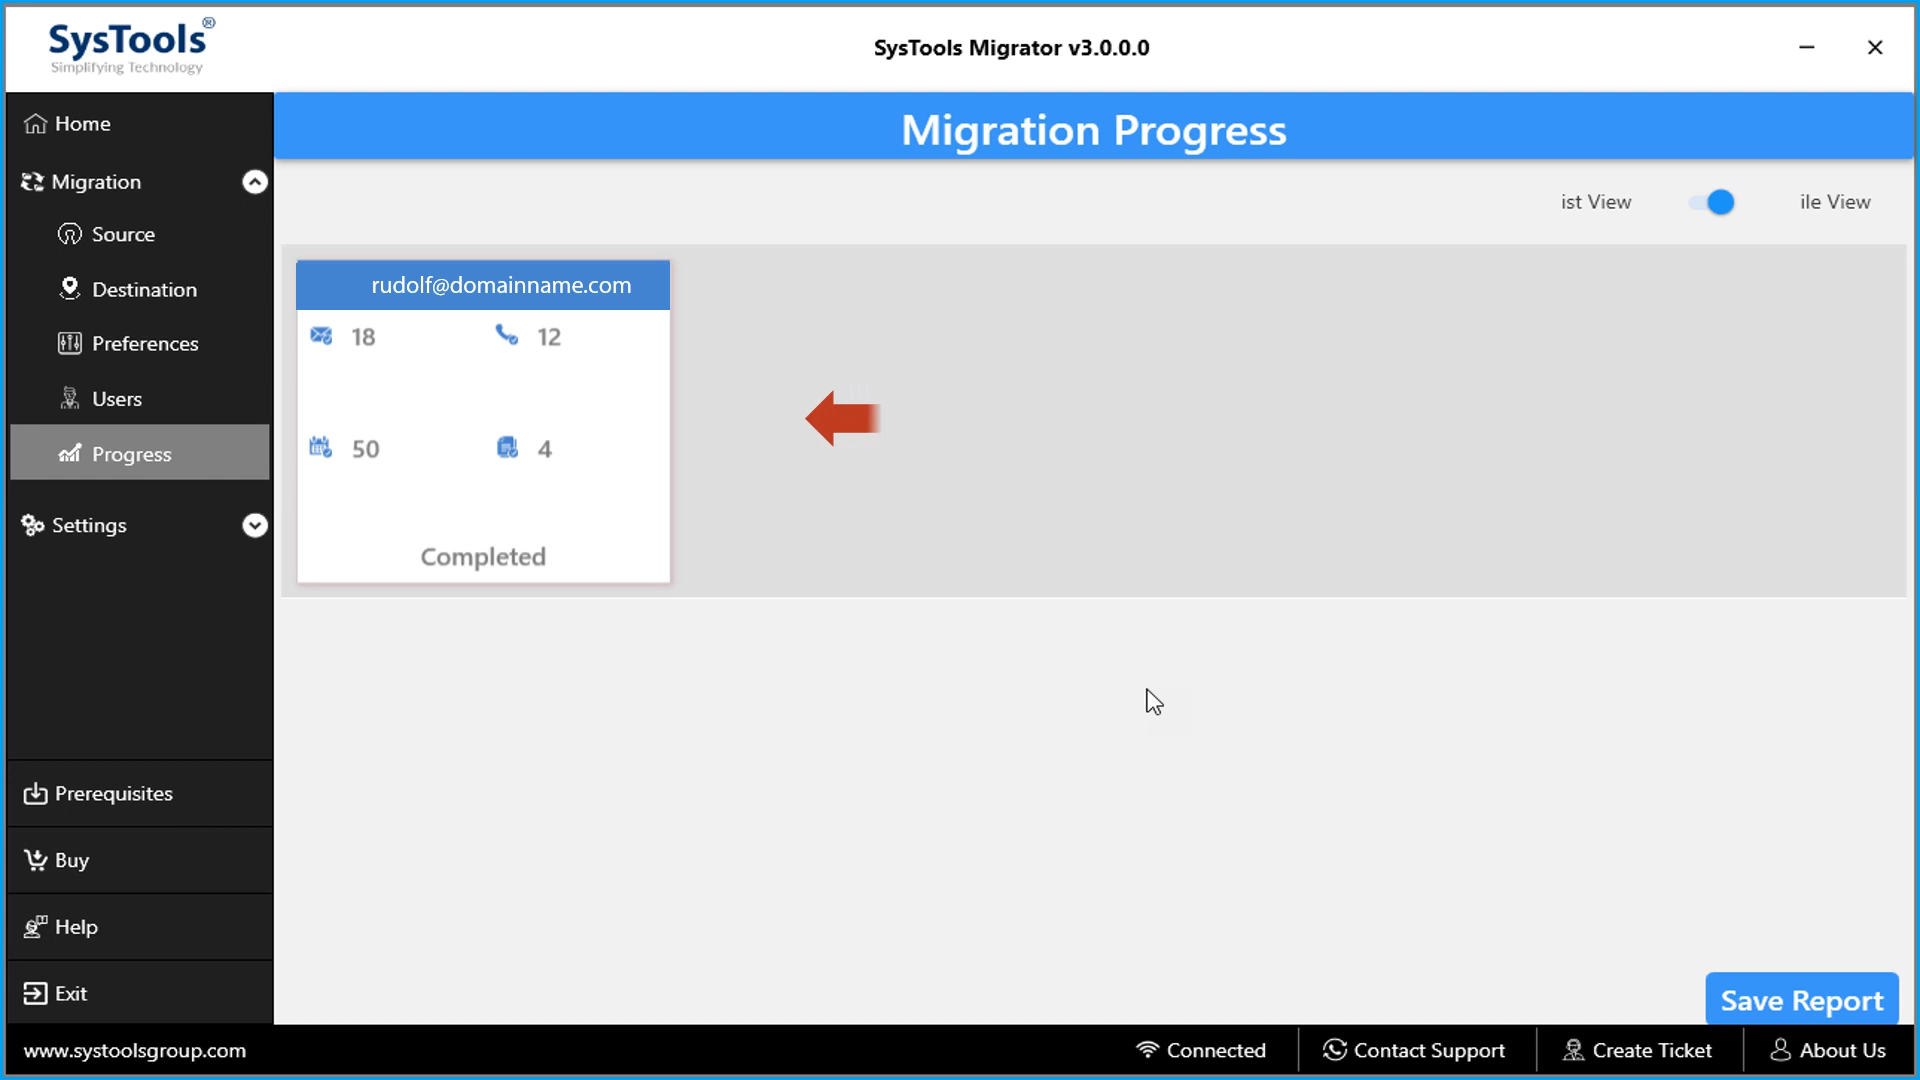 SysTools®
Simplifying Technology
SysTools Migrator v3.0.0.0
Home
Migration
Source
Destination
Preferences
Users
Progress
Settings
Prerequisites
Buy
Help
Exit
Migration Progress
ist View
ile View
rudolf@domainname.com
18
12
50
4
Completed
Save Report
www.systoolsgroup.com
Connected
Contact Support
Create Ticket
About Us